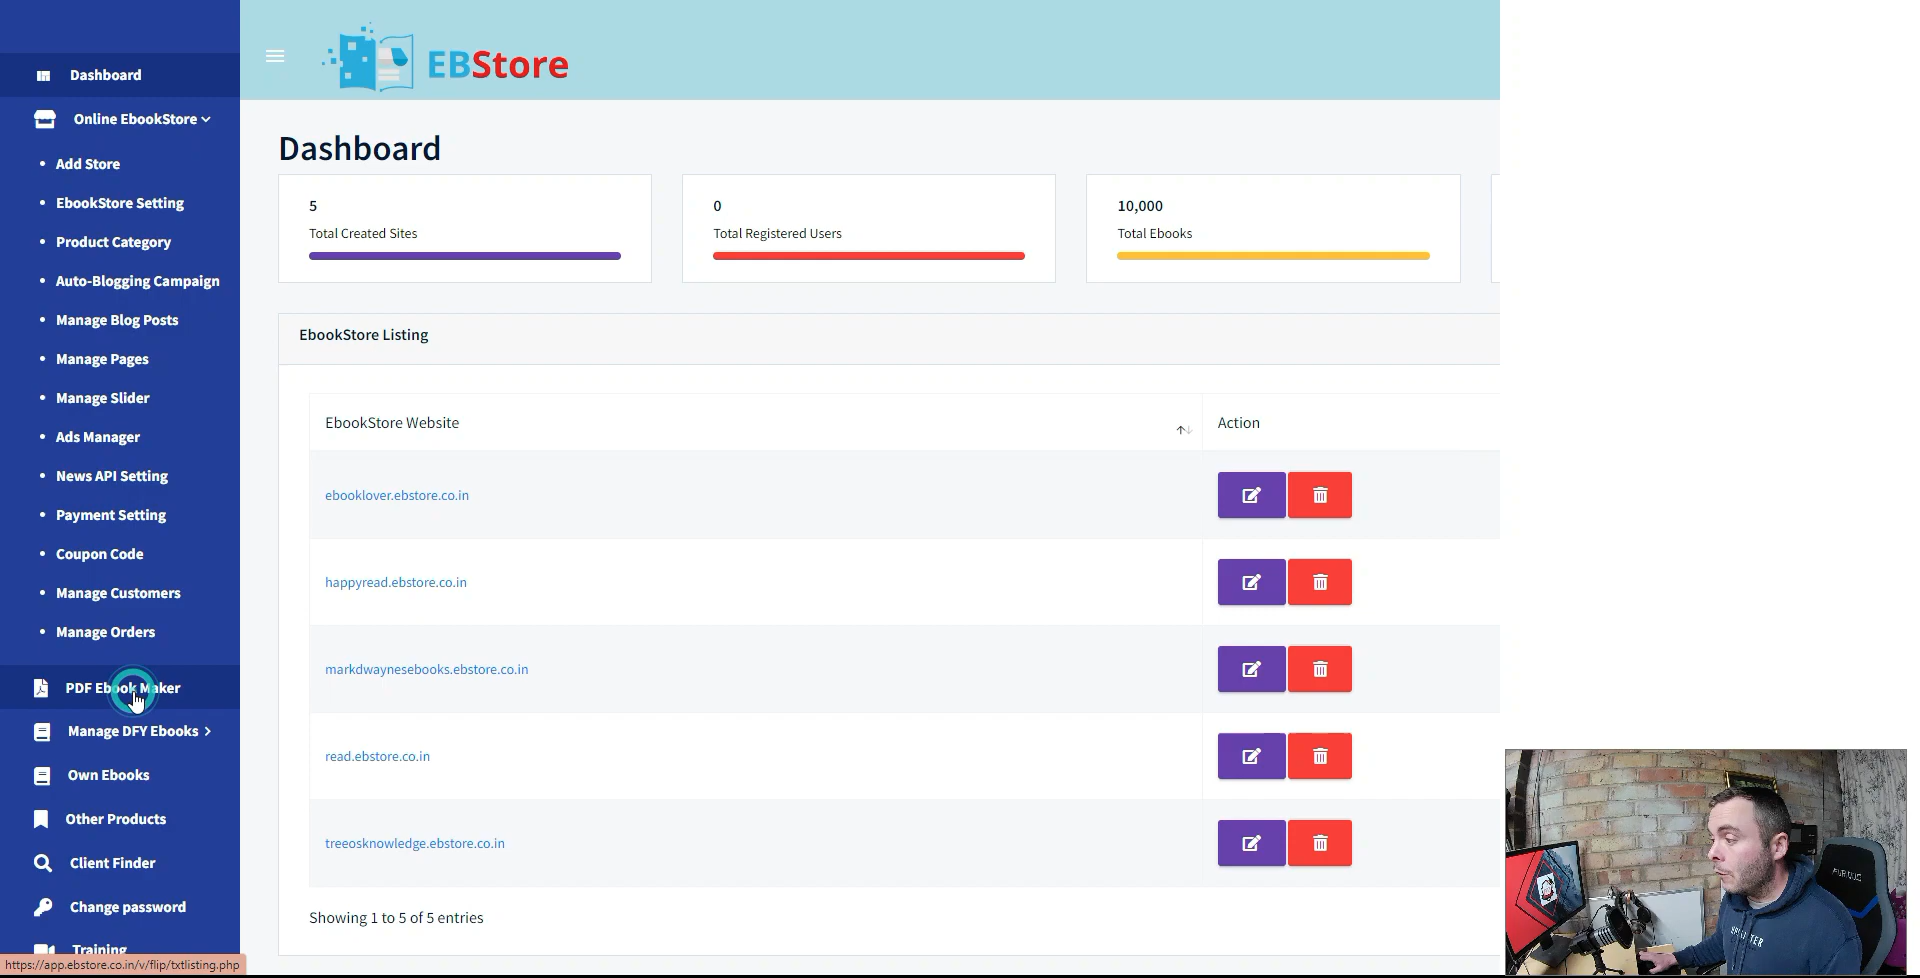 Dashboard
Online EbookStore
Add Store
EbookStore Setting
Product Category
Auto-Blogging Campaign
Manage Blog Posts
Manage Pages
Manage Slider
Ads Manager
News API Setting
Payment Setting
Coupon Code
Manage Customers
Manage Orders
PDF Ebook Maker
Manage DFY Ebooks
Own Ebooks
Other Products
Client Finder
Change password
Training
https://app.ebstore.co.in/v/flip/txtlisting.php
EBStore
Dashboard
5
Total Created Sites
0
Total Registered Users
10,000
Total Ebooks
EbookStore Listing
EbookStore Website
Action
ebooklover.ebstore.co.in
happyread.ebstore.co.in
markdwaynesebooks.ebstore.co.in
read.ebstore.co.in
treeosknowledge.ebstore.co.in
Showing 1 to 5 of 5 entries